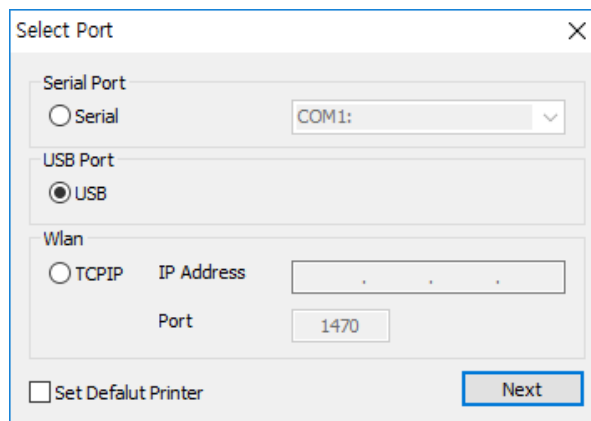 Select Port
Serial Port
Serial COM1:
USB Port
USB
Wlan
TCPIP IP Address . . .
Port 1470
Set Defalut Printer Next